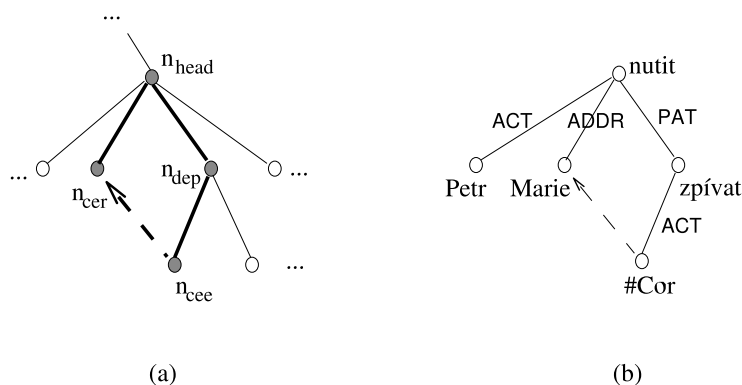 ...
n_head
... n_cer n_dep ...
n_cee ...
(a)
nutit
ACT ADDR PAT
Petr Marie zpívat
ACT
#Cor
(b)